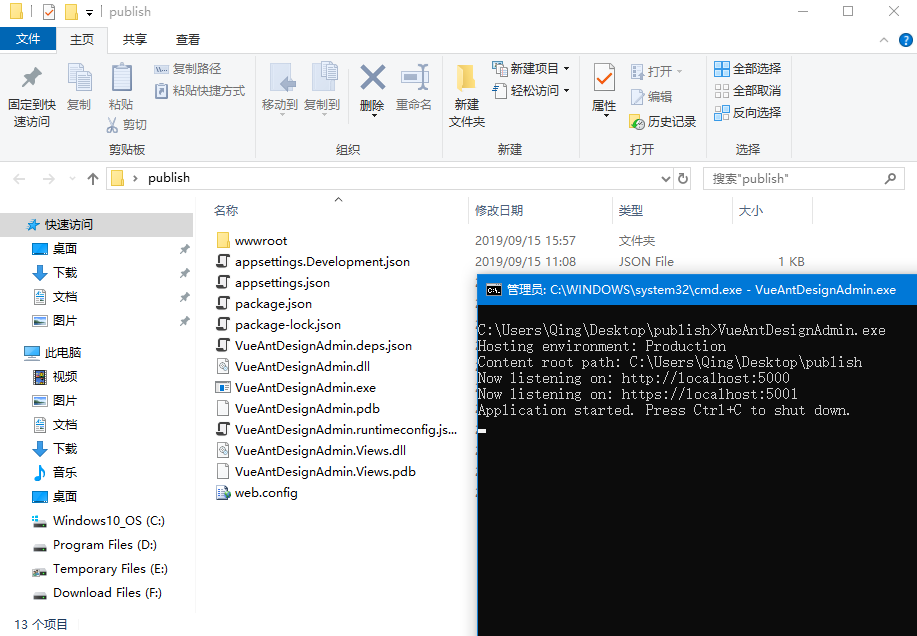 publish
文件 主页 共享 查看
固定到快速访问 复制 粘贴 复制路径 粘贴快捷方式 剪切 移动到 复制到 删除 重命名 新建文件夹 新建项目 轻松访问 属性 打开 编辑 历史记录 全部选择 全部取消 反向选择
剪贴板 组织 新建 打开 选择
publish 搜索"publish"
名称 修改日期 类型 大小
快速访问
桌面
下载
文档
图片
此电脑
视频
图片
文档
下载
音乐
桌面
Windows10_OS (C:)
Program Files (D:)
Temporary Files (E:)
Download Files (F:)
wwwroot 2019/09/15 15:57 文件夹
appsettings.Development.json 2019/09/15 11:08 JSON File 1 KB
appsettings.json
package.json
package-lock.json
VueAntDesignAdmin.deps.json
VueAntDesignAdmin.dll
VueAntDesignAdmin.exe
VueAntDesignAdmin.pdb
VueAntDesignAdmin.runtimeconfig.js...
VueAntDesignAdmin.Views.dll
VueAntDesignAdmin.Views.pdb
web.config
管理员: C:\WINDOWS\system32\cmd.exe - VueAntDesignAdmin.exe
C:\Users\Qing\Desktop\publish>VueAntDesignAdmin.exe
Hosting environment: Production
Content root path: C:\Users\Qing\Desktop\publish
Now listening on: http://localhost:5000
Now listening on: https://localhost:5001
Application started. Press Ctrl+C to shut down.
13 个项目